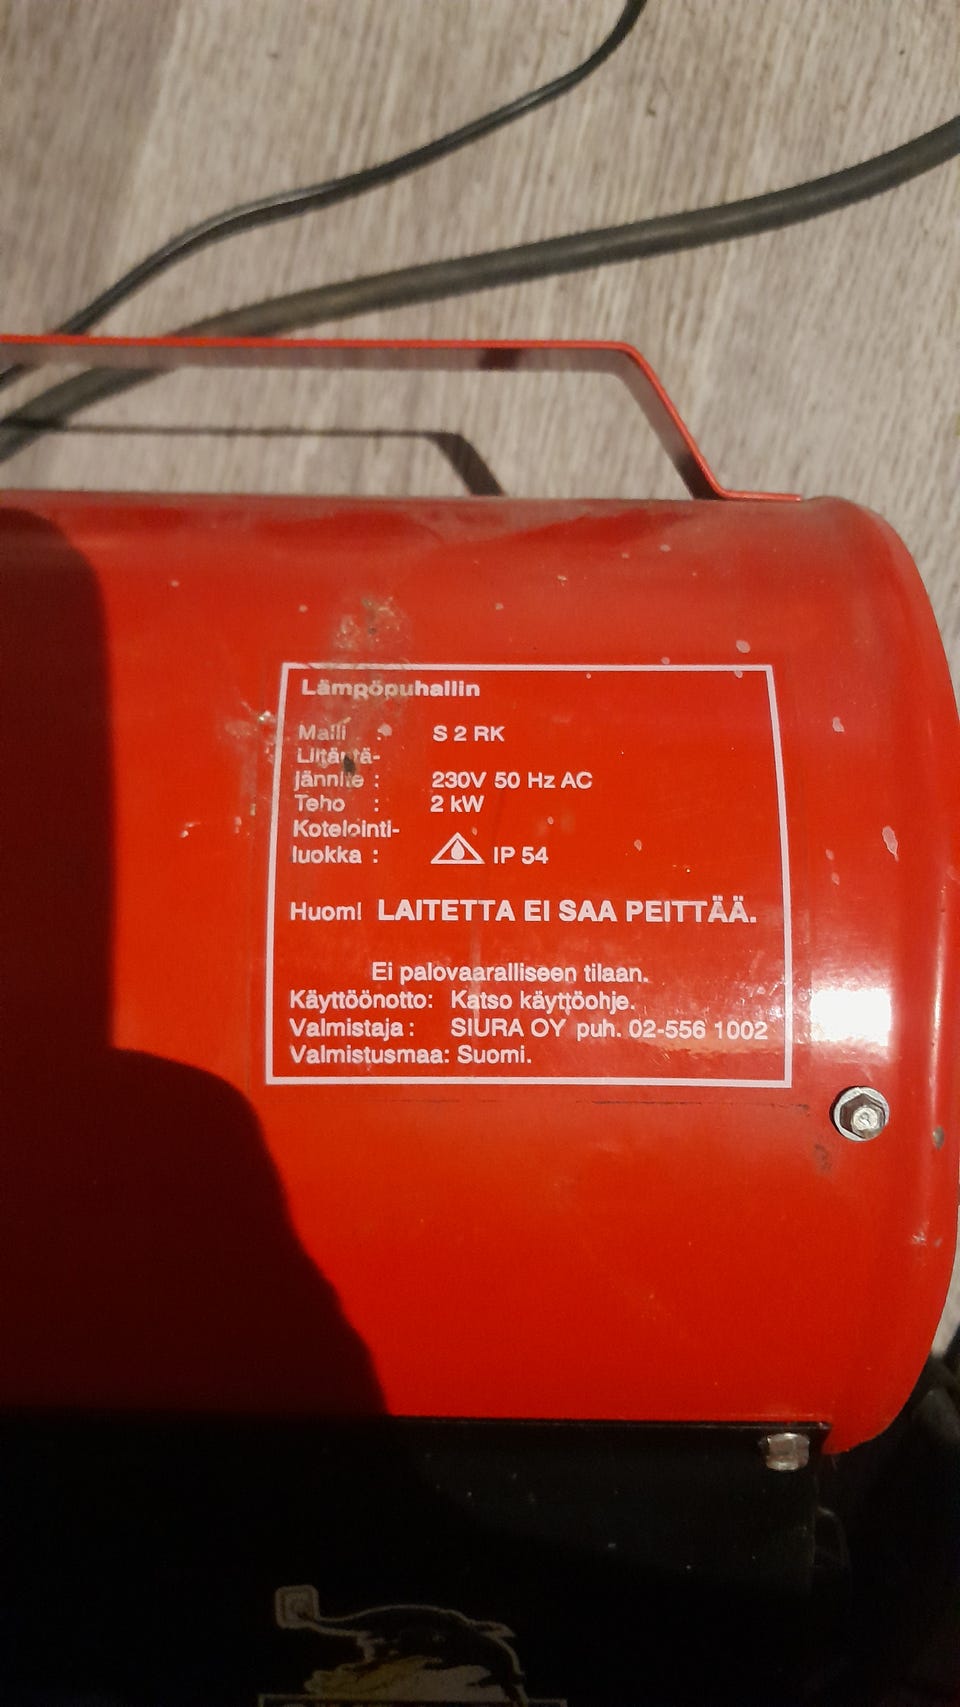 Lämpöpuhallin
Malli : S 2 RK
Liitäntä-
jännite : 230V 50 Hz AC
Teho : 2 kW
Kotelointi-
luokka : IP 54
Huom! LAITETTA EI SAA PEITTÄÄ.
Ei palovaaralliseen tilaan.
Käyttöönotto: Katso käyttöohje.
Valmistaja : SIURA OY puh. 02-556 1002
Valmistusmaa: Suomi.
8